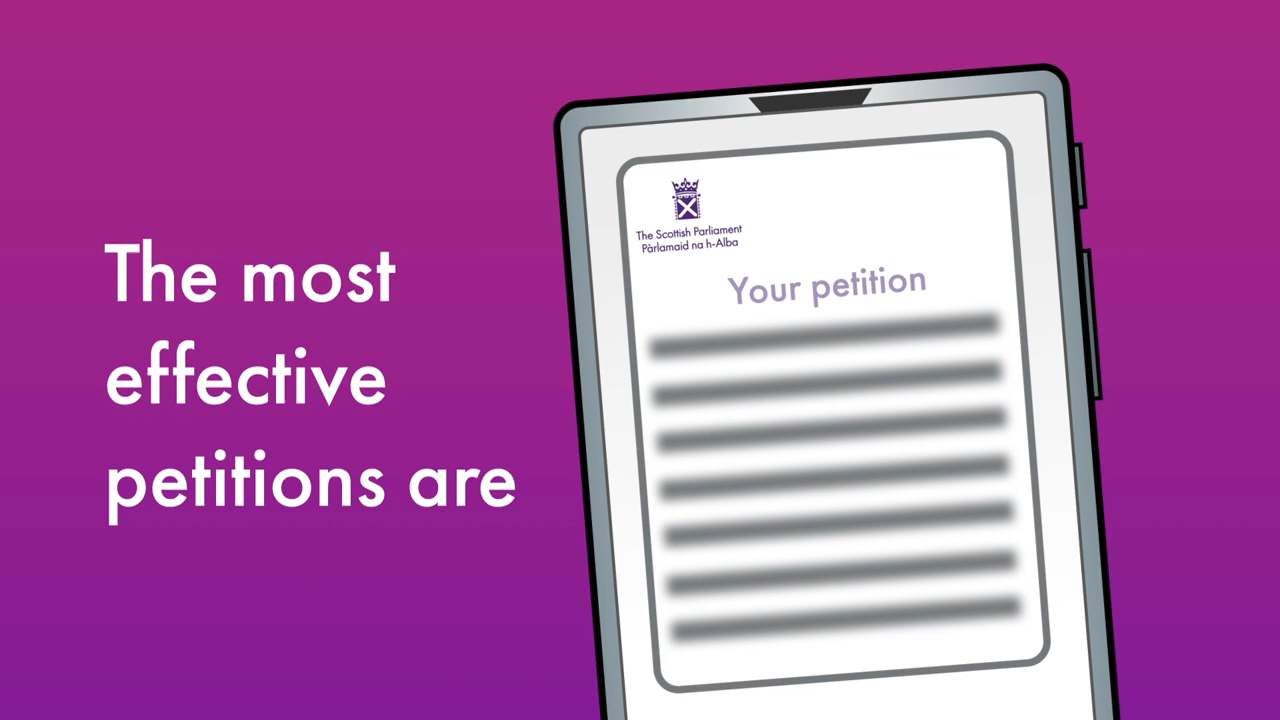 The most
effective
petitions are
The Scottish Parliament
Pàrlamaid na h-Alba
Your petition